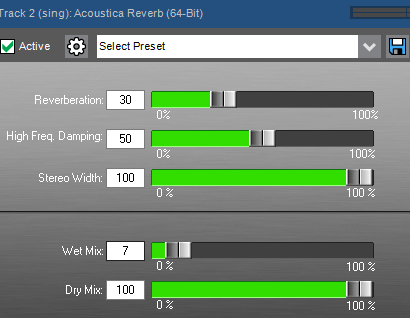 Track 2 (sing): Acoustica Reverb (64-Bit)
Active Select Preset
Reverberation: 30
0% 100%
High Freq. Damping: 50
0% 100%
Stereo Width: 100
0 % 100 %
Wet Mix: 7
0 % 100 %
Dry Mix: 100
0 % 100 %